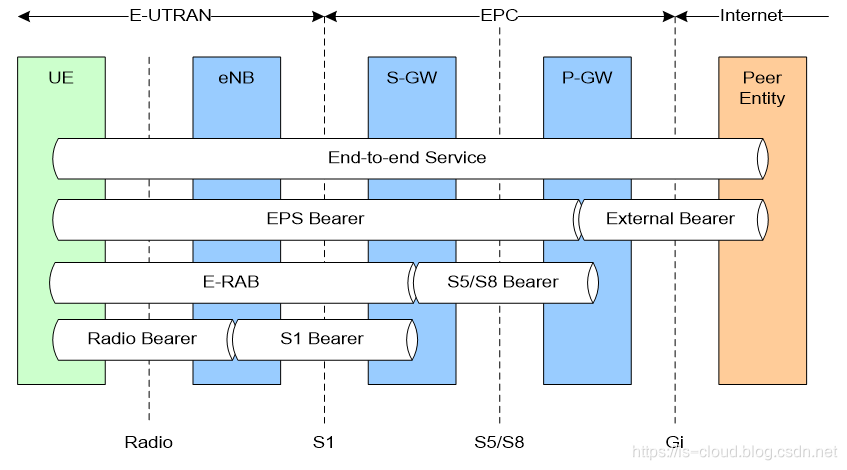 E-UTRAN EPC Internet
UE eNB S-GW P-GW Peer
Entity
End-to-end Service
EPS Bearer External Bearer
E-RAB S5/S8 Bearer
Radio Bearer S1 Bearer
Radio S1 S5/S8 Gi
https://is-cloud.blog.csdn.net